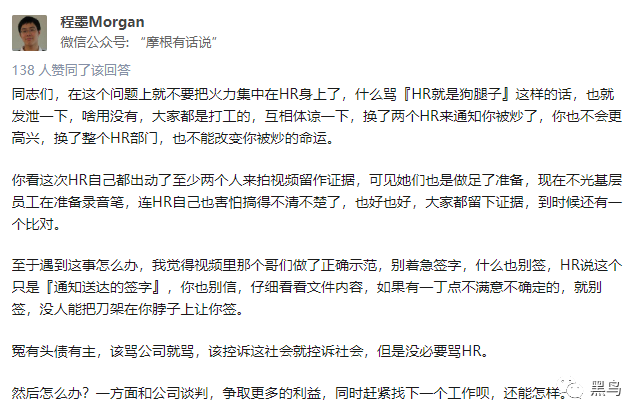 程墨Morgan
微信公众号: “摩根有话说”
138 人赞同了该回答
同志们，在这个问题上就不要把火力集中在HR身上了，什么骂『HR就是狗腿子』这样的话，也就
发泄一下，啥用没有，大家都是打工的，互相体谅一下，换了两个HR来通知你被炒了，你也不会更
高兴，换了整个HR部门，也不能改变你被炒的命运。
你看这次HR自己都出动了至少两个人来拍视频留作证据，可见她们也是做足了准备，现在不光基层
员工在准备录音笔，连HR自己也害怕搞得不清不楚了，也好也好，大家都留下证据，到时候还有一
个比对。
至于遇到这事怎么办，我觉得视频里那个哥们做了正确示范，别着急签字，什么也别签，HR说这个
只是『通知送达的签字』，你也别信，仔细看看文件内容，如果有一丁点不满意不确定的，就别
签，没人能把刀架在你脖子上让你签。
冤有头债有主，该骂公司就骂，该控诉这社会就控诉社会，但是没必要骂HR。
然后怎么办？一方面和公司谈判，争取更多的利益，同时赶紧找下一个工作呗，还能怎样。
黑鸟